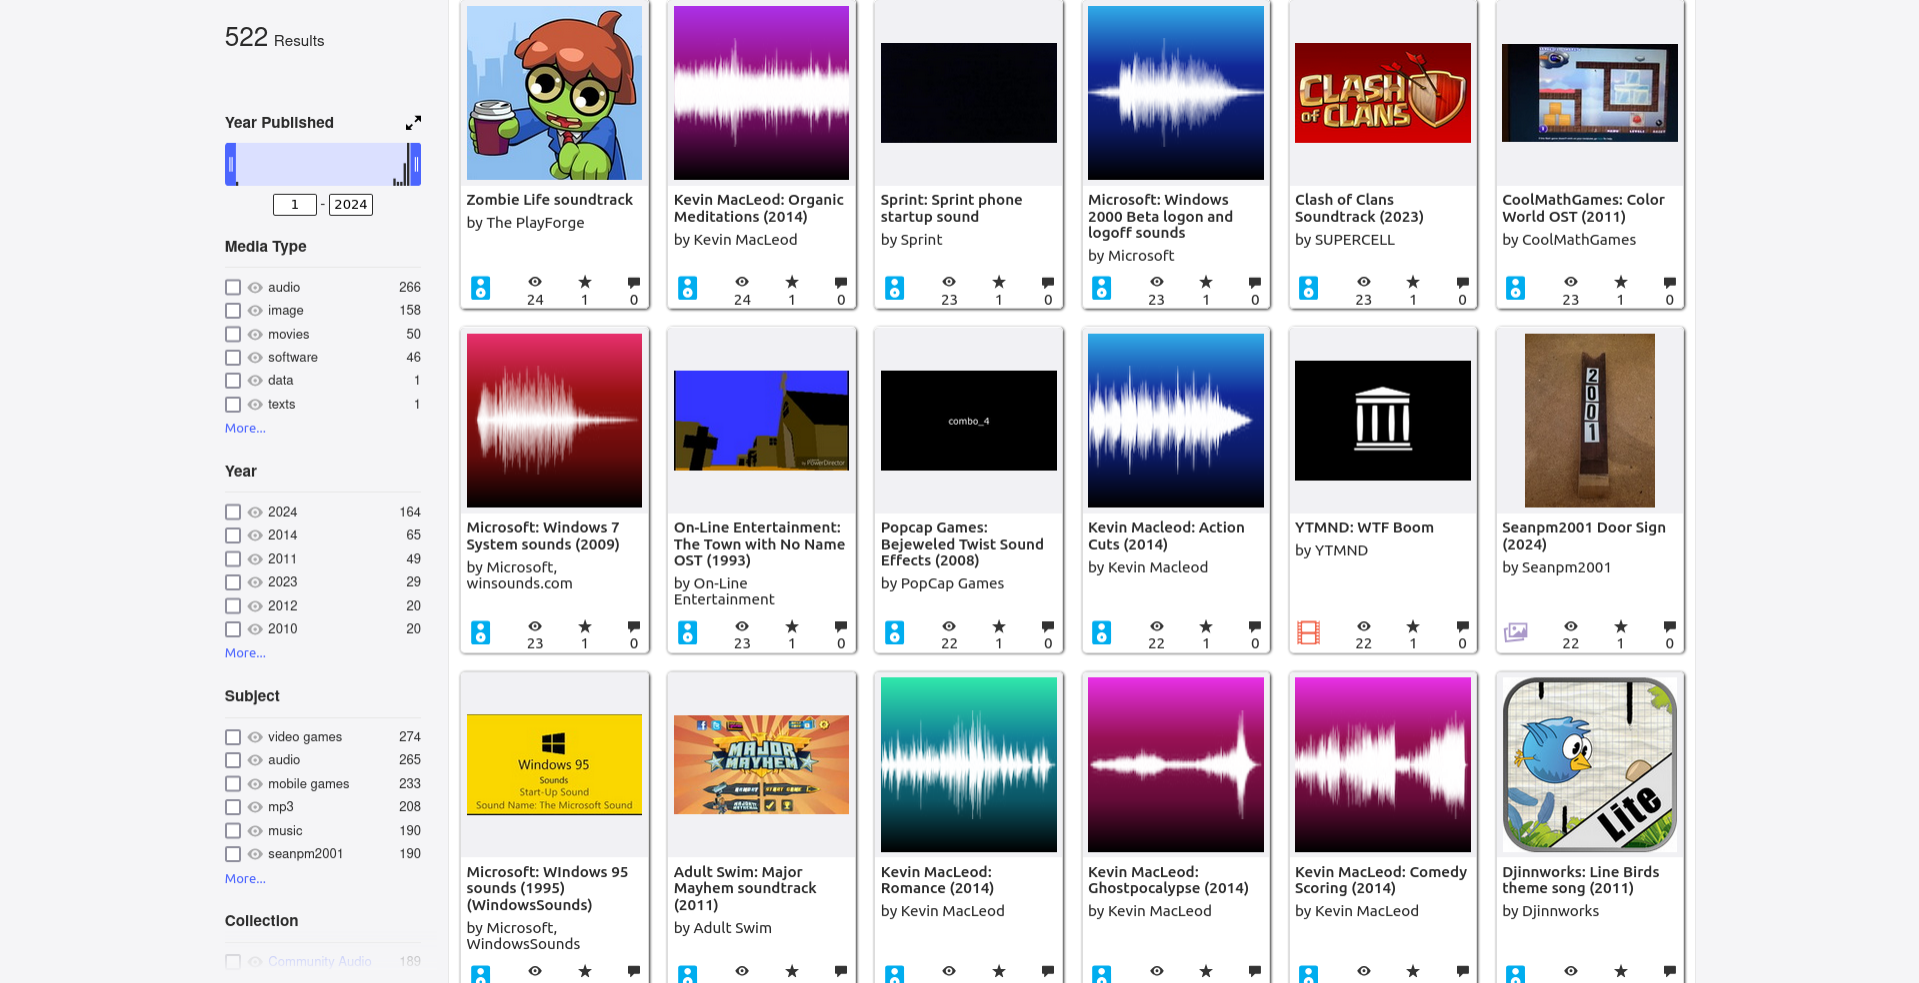 522 Results
Year Published
1 - 2024
Media Type
audio 266
image 158
movies 50
software 46
data 1
texts 1
More...
Year
2024 164
2014 65
2011 49
2023 29
2012 20
2010 20
More...
Subject
video games 274
audio 265
mobile games 233
mp3 208
music 190
seanpm2001 190
More...
Collection
Community Audio 189
Zombie Life soundtrack
by The PlayForge
24 1 0
Kevin MacLeod: Organic
Meditations (2014)
by Kevin MacLeod
24 1 0
Sprint: Sprint phone
startup sound
by Sprint
23 1 0
Microsoft: Windows
2000 Beta logon and
logoff sounds
by Microsoft
23 1 0
CLASH
OF CLANS
Clash of Clans
Soundtrack (2023)
by SUPERCELL
23 1 0
CoolMathGames: Color
World OST (2011)
by CoolMathGames
23 1 0
Microsoft: Windows 7
System sounds (2009)
by Microsoft,
winsounds.com
23 1 0
by PowerDirector
On-Line Entertainment:
The Town with No Name
OST (1993)
by On-Line
Entertainment
23 1 0
combo_4
Popcap Games:
Bejeweled Twist Sound
Effects (2008)
by PopCap Games
22 1 0
Kevin Macleod: Action
Cuts (2014)
by Kevin Macleod
22 1 0
YTMND: WTF Boom
by YTMND
22 1 0
2
0
0
1
Seanpm2001 Door Sign
(2024)
by Seanpm2001
22 1 0
Windows 95
Sounds
Start-Up Sound
Sound Name: The Microsoft Sound
Microsoft: WIndows 95
sounds (1995)
(WindowsSounds)
by Microsoft,
WindowsSounds
MAJOR
MAYHEM
Adult Swim: Major
Mayhem soundtrack
(2011)
by Adult Swim
Kevin MacLeod:
Romance (2014)
by Kevin MacLeod
Kevin MacLeod:
Ghostpocalypse (2014)
by Kevin MacLeod
Kevin MacLeod: Comedy
Scoring (2014)
by Kevin MacLeod
Lite
Djinnworks: Line Birds
theme song (2011)
by Djinnworks